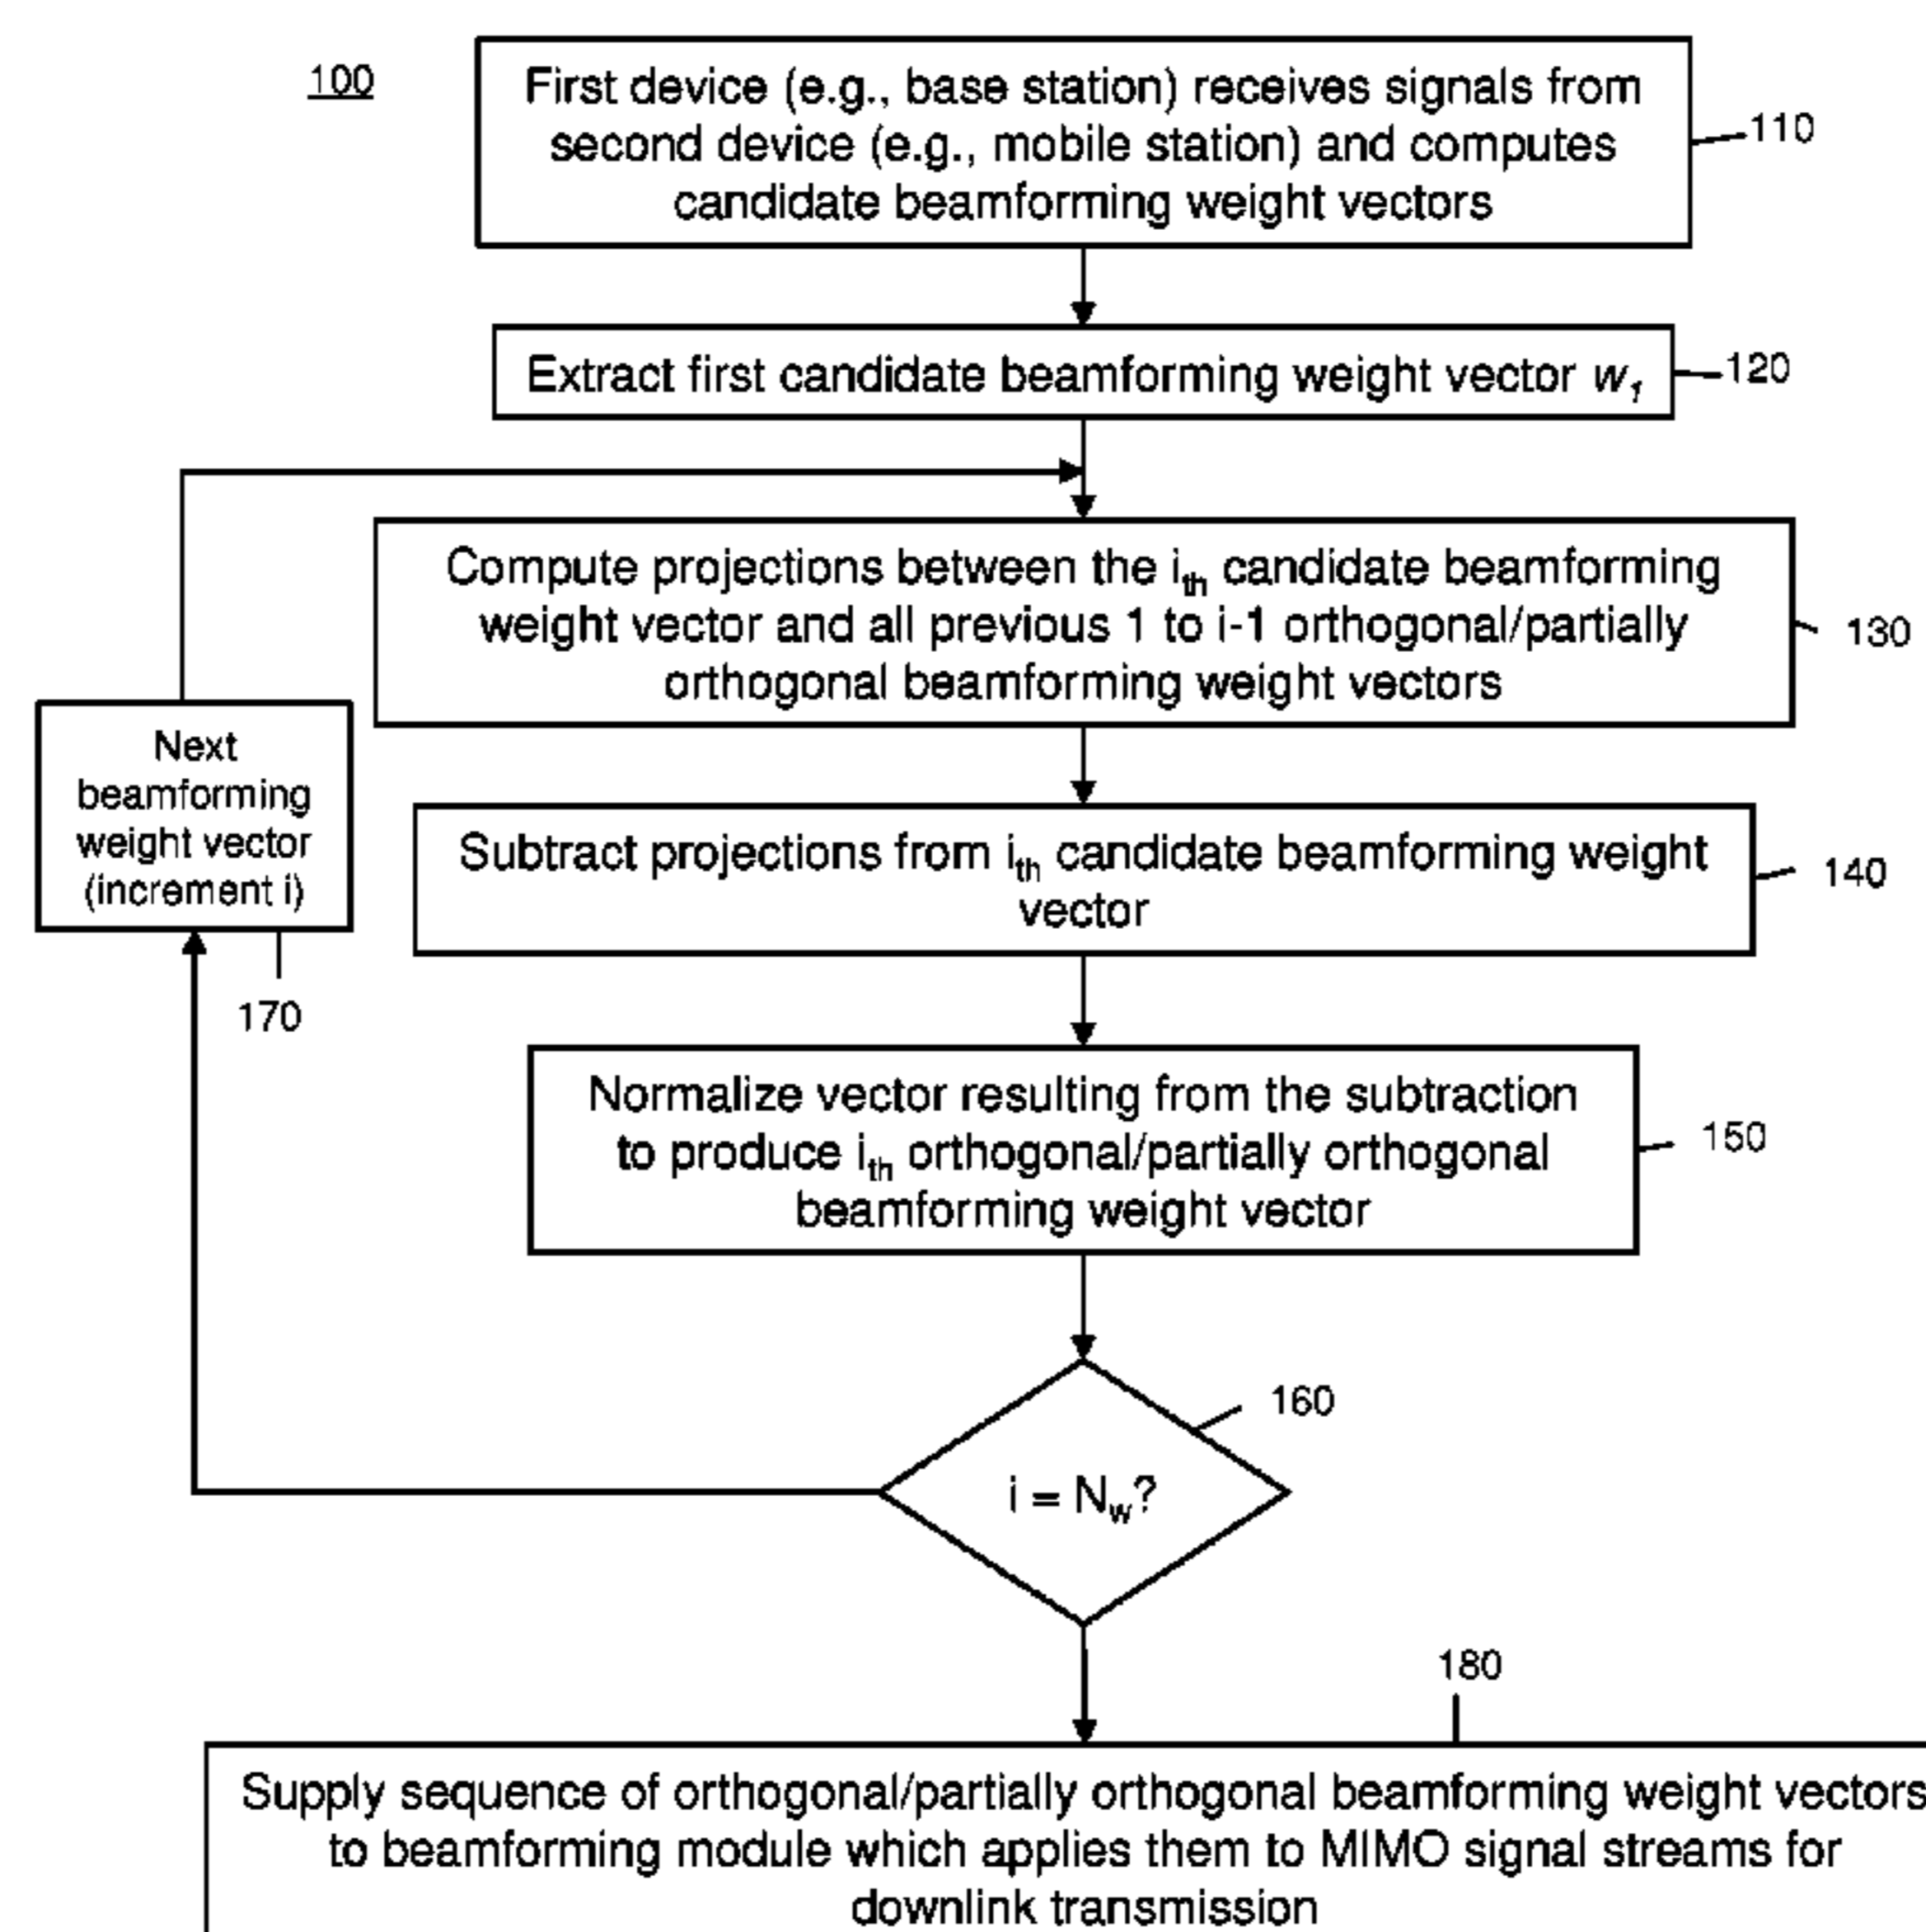 100
First device (e.g., base station) receives signals from
second device (e.g., mobile station) and computes
candidate beamforming weight vectors
110
Extract first candidate beamforming weight vector w1
120
Compute projections between the ith candidate beamforming
weight vector and all previous 1 to i-1 orthogonal/partially
orthogonal beamforming weight vectors
130
Next
beamforming
weight vector
(increment i)
170
Subtract projections from ith candidate beamforming weight
vector
140
Normalize vector resulting from the subtraction
to produce ith orthogonal/partially orthogonal
beamforming weight vector
150
160
i = Nw?
180
Supply sequence of orthogonal/partially orthogonal beamforming weight vectors
to beamforming module which applies them to MIMO signal streams for
downlink transmission